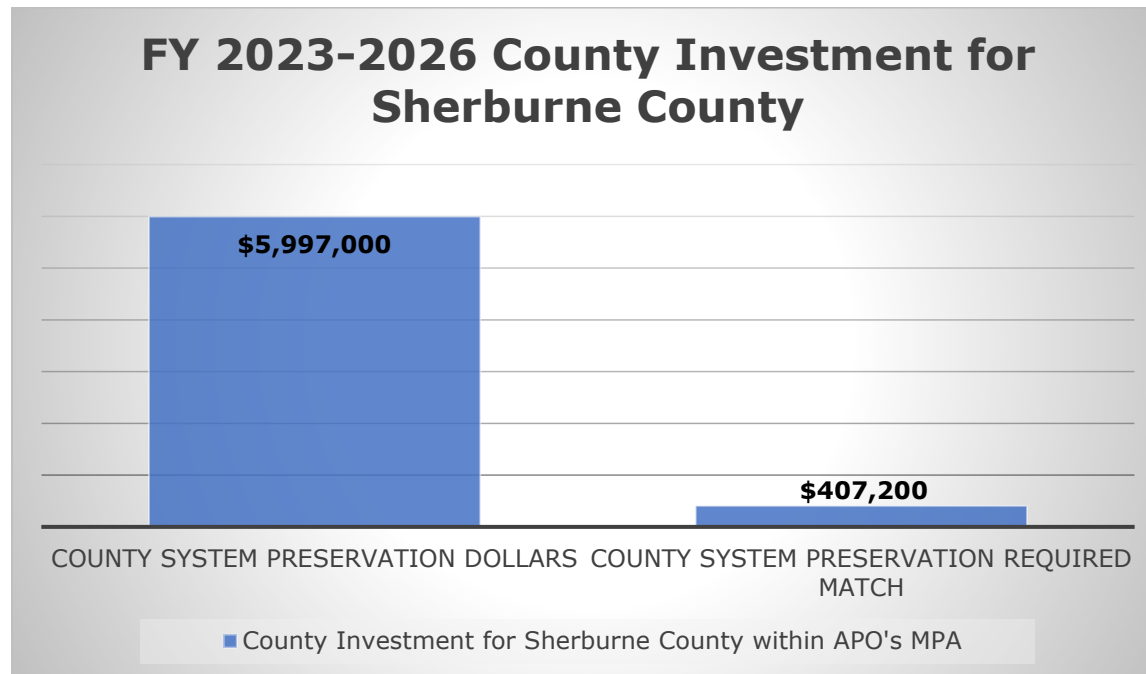 FY 2023-2026 County Investment for
Sherburne County
$5,997,000
$407,200
COUNTY SYSTEM PRESERVATION DOLLARS
COUNTY SYSTEM PRESERVATION REQUIRED
MATCH
County Investment for Sherburne County within APO's MPA